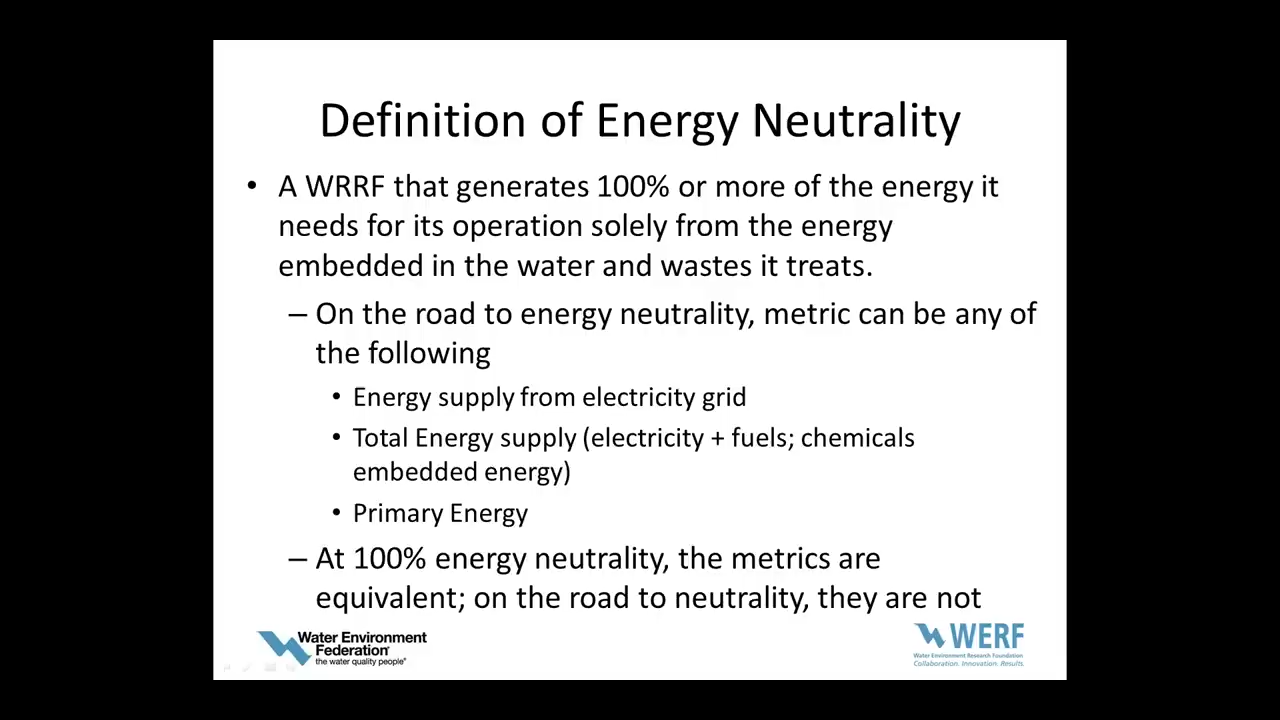 Definition of Energy Neutrality
• A WRRF that generates 100% or more of the energy it
needs for its operation solely from the energy
embedded in the water and wastes it treats.
– On the road to energy neutrality, metric can be any of
the following
• Energy supply from electricity grid
• Total Energy supply (electricity + fuels; chemicals
embedded energy)
• Primary Energy
– At 100% energy neutrality, the metrics are
equivalent; on the road to neutrality, they are not
Water Environment
Federation®
the water quality people®
WERF
Water Environment Research Foundation
Collaboration. Innovation. Results.